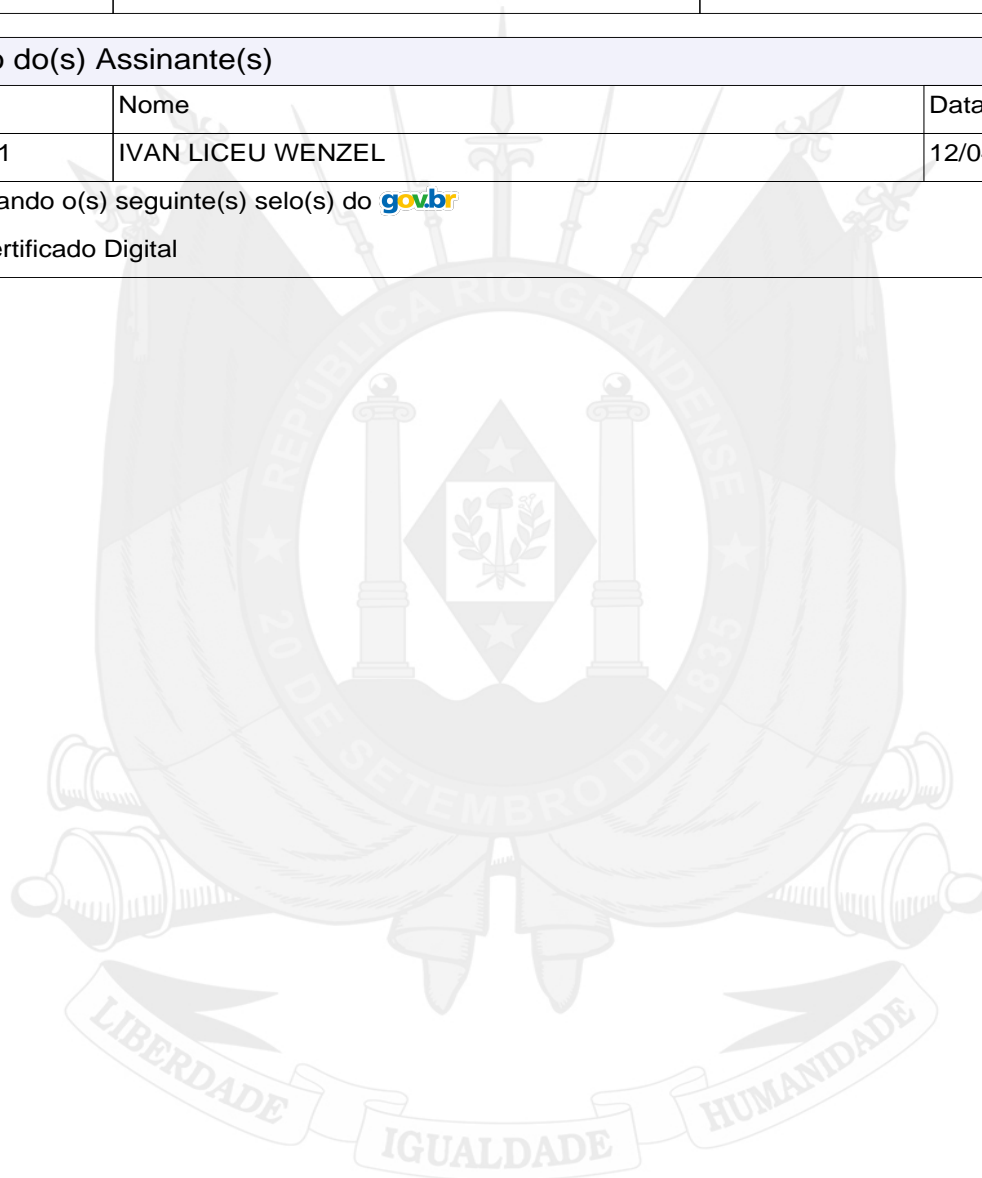 o do(s) Assinante(s)
Nome Data
1 IVAN LICEU WENZEL 12/0
ando o(s) seguinte(s) selo(s) do gov.br
ertificado Digital
REPÚBLICA RIO-GRANDENSE
20 DE SETEMBRO DE 1835
LIBERDADE IGUALDADE HUMANIDADE